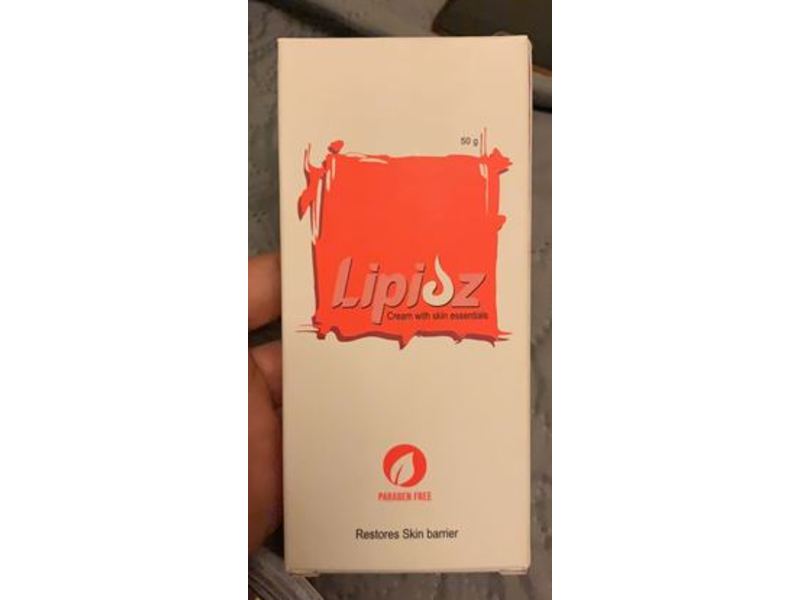 50 g
Lipidz
Cream with skin essentials
PARABEN FREE
Restores Skin barrier